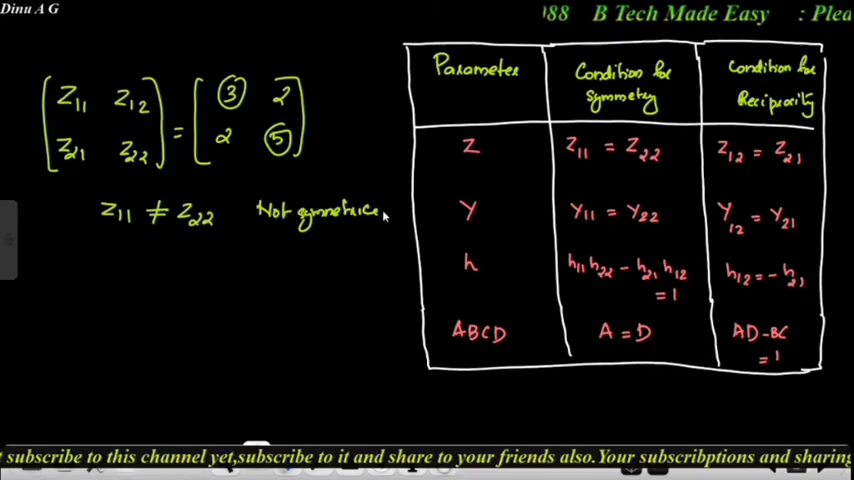 Dinu A G
088 B Tech Made Easy : Plea
[Z11 Z12] = [3 2]
[Z21 Z22] [2 5]
Z11 ≠ Z22 Not symmetrica
Parameter | Condition for Symmetry | Condition for Reciprocity
Z | Z11 = Z22 | Z12 = Z21
Y | Y11 = Y22 | Y12 = Y21
h | h11 h22 - h21 h12 = 1 | h12 = -h21
ABCD | A = D | AD-BC = 1
t subscribe to this channel yet,subscribe to it and share to your friends also.Your subscribptions and sharing